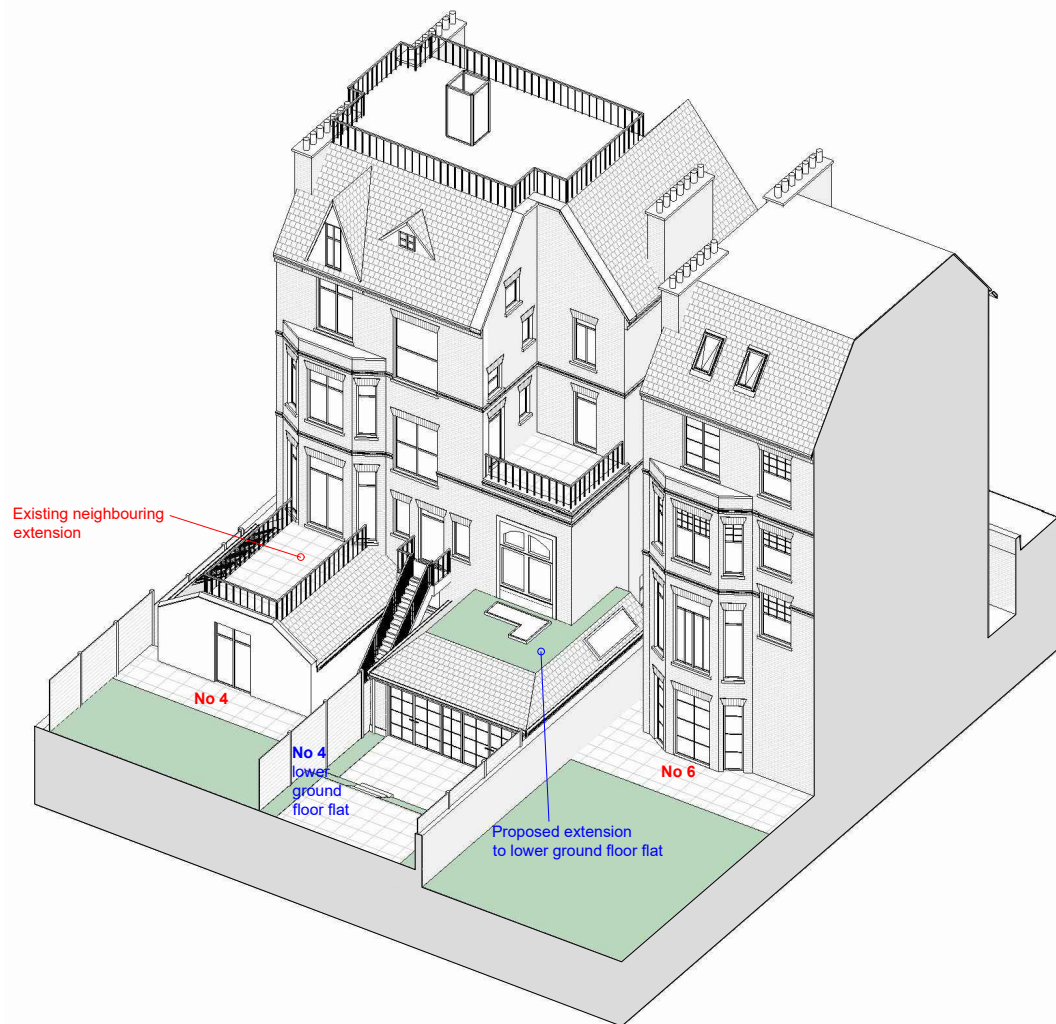 Existing neighbouring
extension
No 4
No 4
lower
ground
floor flat
No 6
Proposed extension
to lower ground floor flat